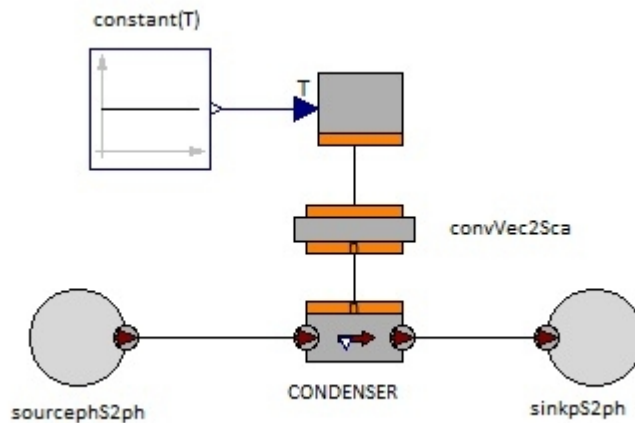 constant(T)
T
convVec2Sca
n
n
CONDENSER
sourcephS2ph
sinkpS2ph